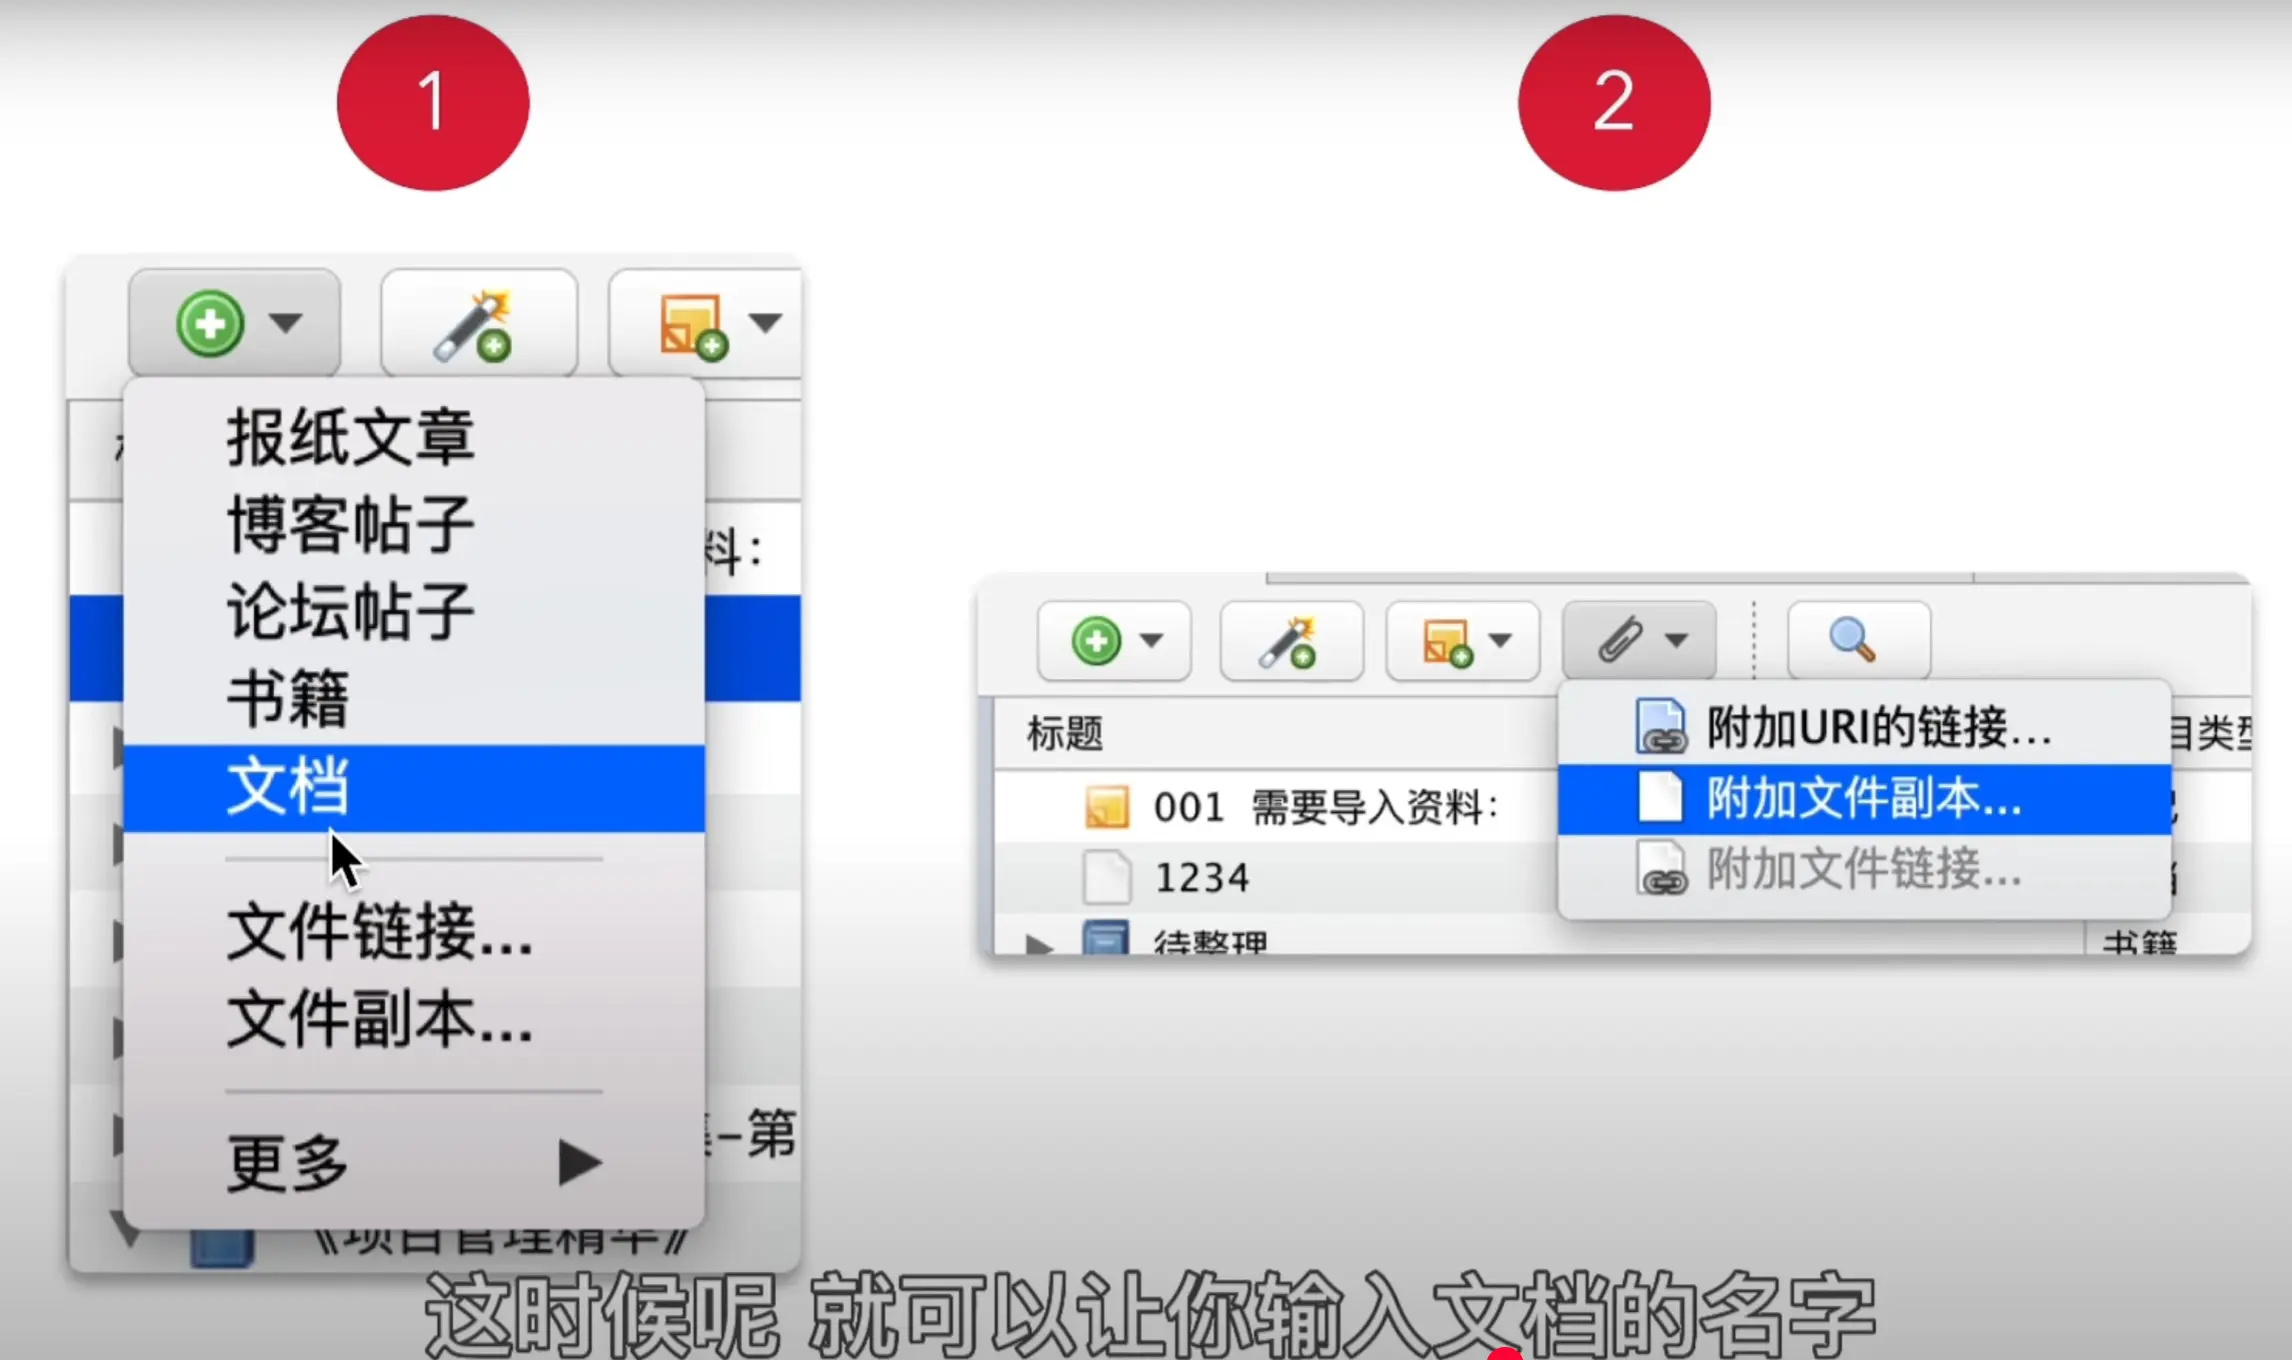 1
2
报纸文章
博客帖子
论坛帖子
书籍
文档
文件链接...
文件副本...
更多
料：
集-第
《项目管理精华》
标题
目类型
001 需要导入资料：
1234
待整理
书籍
附加URI的链接...
附加文件副本...
附加文件链接...
这时候呢 就可以让你输入文档的名字